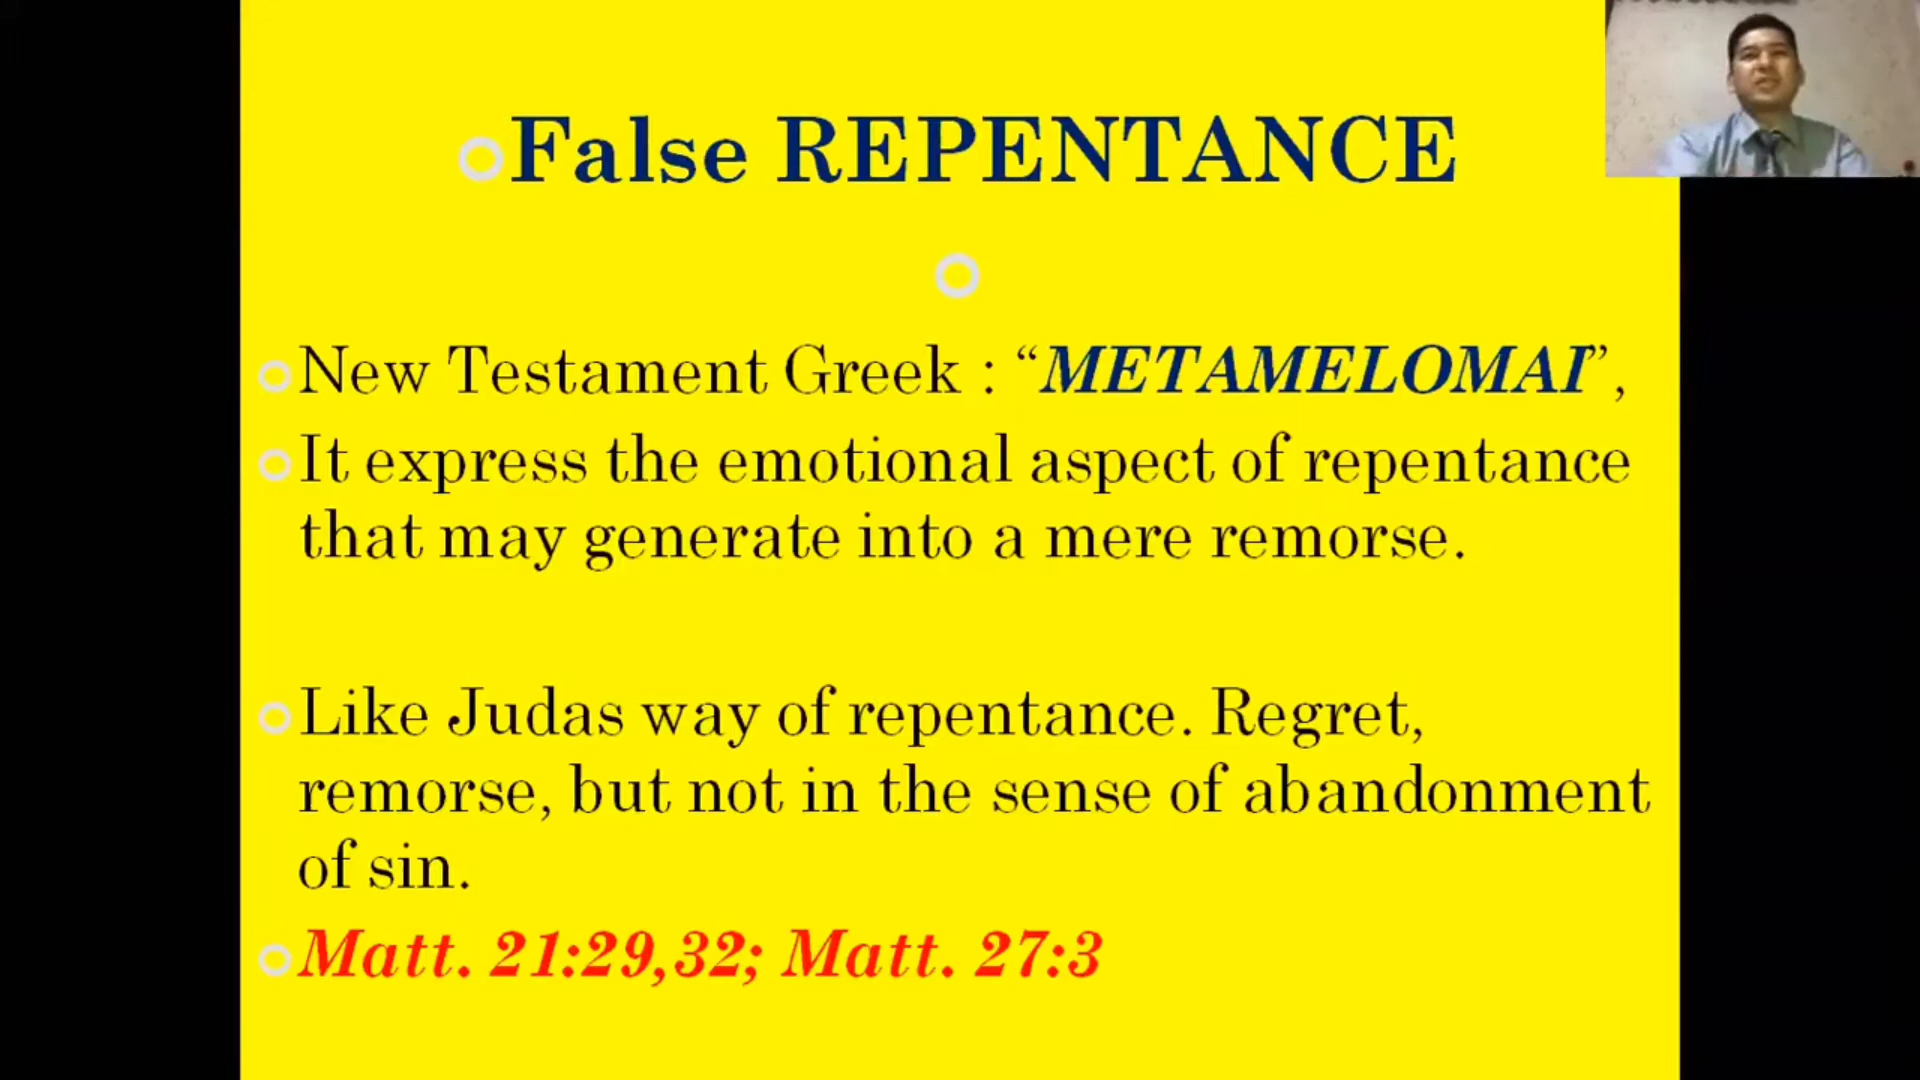 False REPENTANCE
New Testament Greek : “METAMELOMAI”,
It express the emotional aspect of repentance
that may generate into a mere remorse.
Like Judas way of repentance. Regret,
remorse, but not in the sense of abandonment
of sin.
Matt. 21:29,32; Matt. 27:3